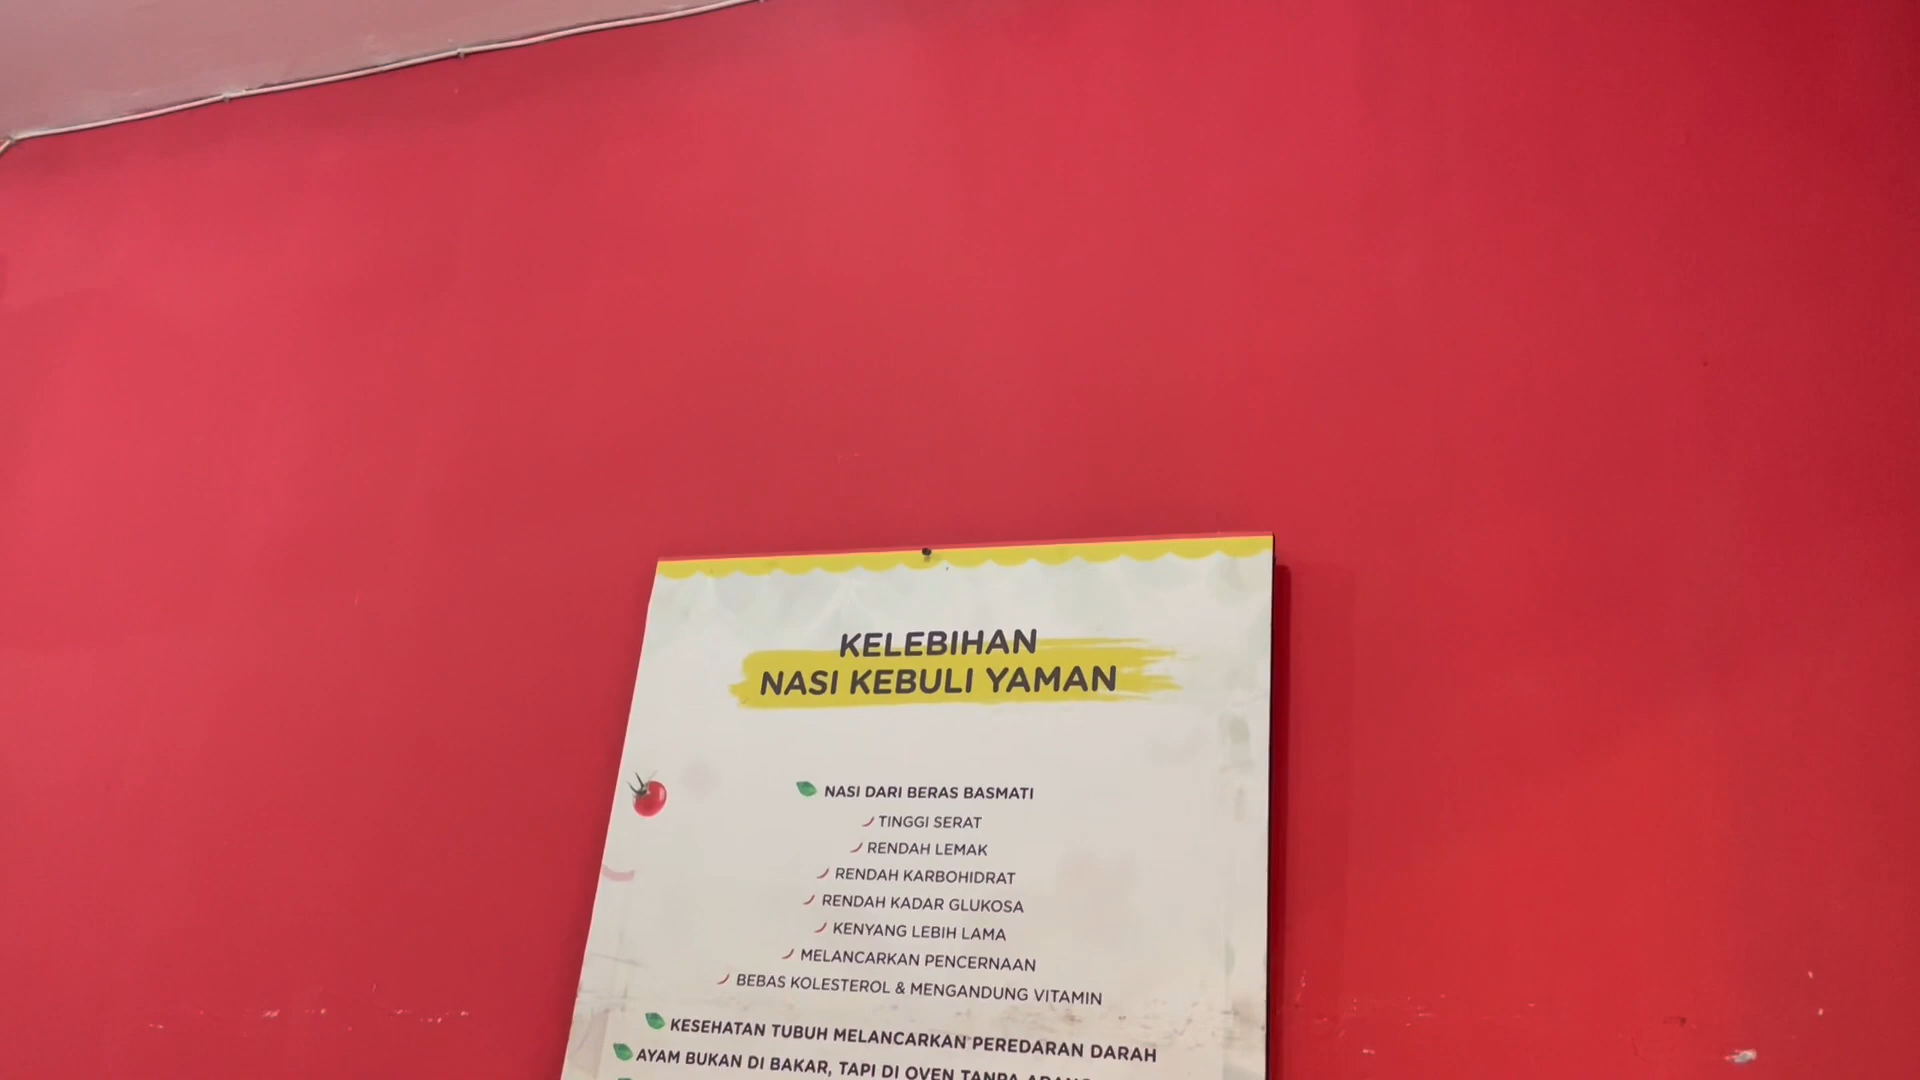 KELEBIHAN
NASI KEBULI YAMAN
NASI DARI BERAS BASMATI
TINGGI SERAT
RENDAH LEMAK
RENDAH KARBOHIDRAT
RENDAH KADAR GLUKOSA
KENYANG LEBIH LAMA
MELANCARKAN PENCERNAAN
BEBAS KOLESTEROL & MENGANDUNG VITAMIN
KESEHATAN TUBUH MELANCARKAN PEREDARAN DARAH
AYAM BUKAN DI BAKAR, TAPI DI OVEN TANPA